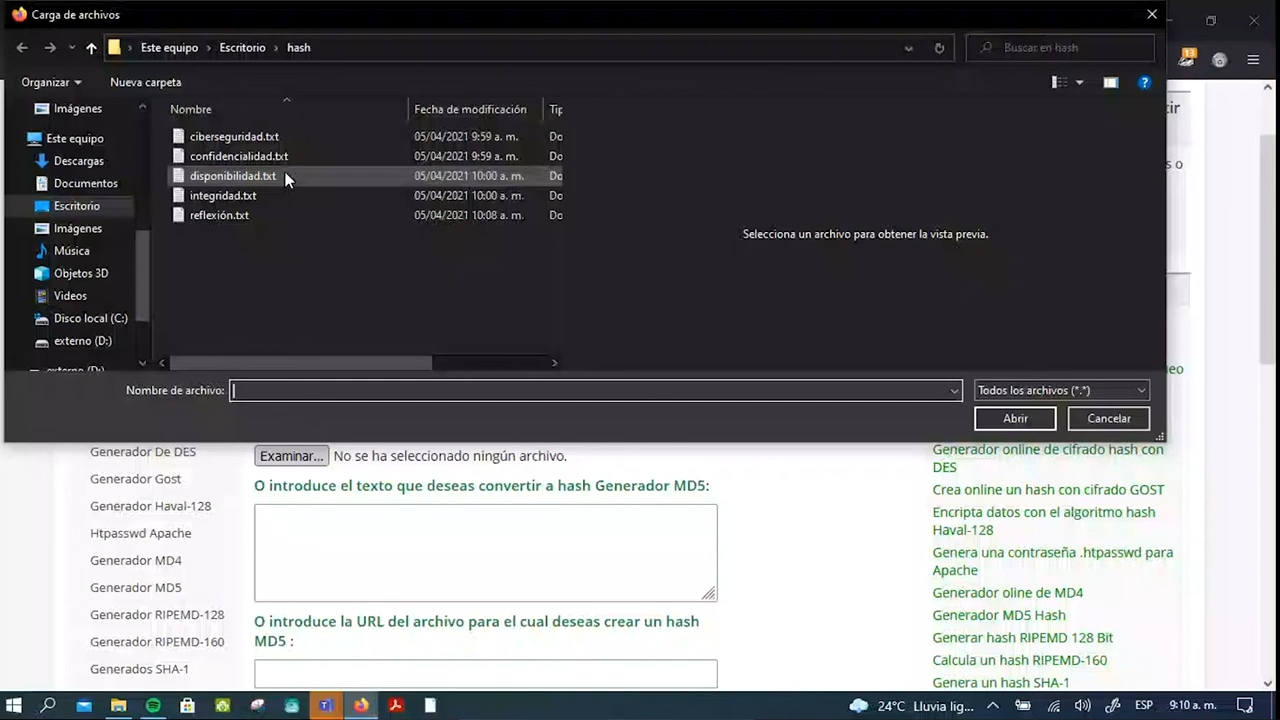 Carga de archivos
Este equipo > Escritorio > hash
Buscar en hash
13
Organizar
Nueva carpeta
tir
s o
Imágenes
Este equipo
Descargas
Documentos
Escritorio
Imágenes
Música
Objetos 3D
Videos
Disco local (C:)
externo (D:)
externo (D:)
Nombre
Fecha de modificación
Tip
ciberseguridad.txt
05/04/2021 9:59 a. m.
Do
confidencialidad.txt
05/04/2021 9:59 a. m.
Do
disponibilidad.txt
05/04/2021 10:00 a. m.
Do
integridad.txt
05/04/2021 10:00 a. m.
Do
reflexión.txt
05/04/2021 10:08 a. m.
Do
Selecciona un archivo para obtener la vista previa.
eo
Nombre de archivo:
Todos los archivos (*.*)
Abrir
Cancelar
Generador De DES
Generador Gost
Generador Haval-128
Htpasswd Apache
Generador MD4
Generador MD5
Generador RIPEMD-128
Generador RIPEMD-160
Generados SHA-1
Examinar...
No se ha seleccionado ningún archivo.
O introduce el texto que deseas convertir a hash Generador MD5:
O introduce la URL del archivo para el cual deseas crear un hash
MD5 :
Generador online de cifrado hash con
DES
Crea online un hash con cifrado GOST
Encripta datos con el algoritmo hash
Haval-128
Genera una contraseña .htpasswd para
Apache
Generador oline de MD4
Generador MD5 Hash
Generar hash RIPEMD 128 Bit
Calcula un hash RIPEMD-160
Genera un hash SHA-1
24°C Lluvia lig...
ESP
9:10 a. m.